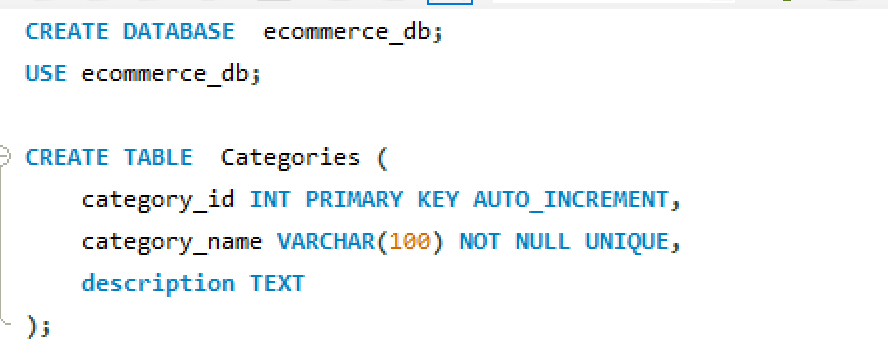 CREATE DATABASE  ecommerce_db;
USE ecommerce_db;
CREATE TABLE  Categories (
    category_id INT PRIMARY KEY AUTO_INCREMENT,
    category_name VARCHAR(100) NOT NULL UNIQUE,
    description TEXT
);